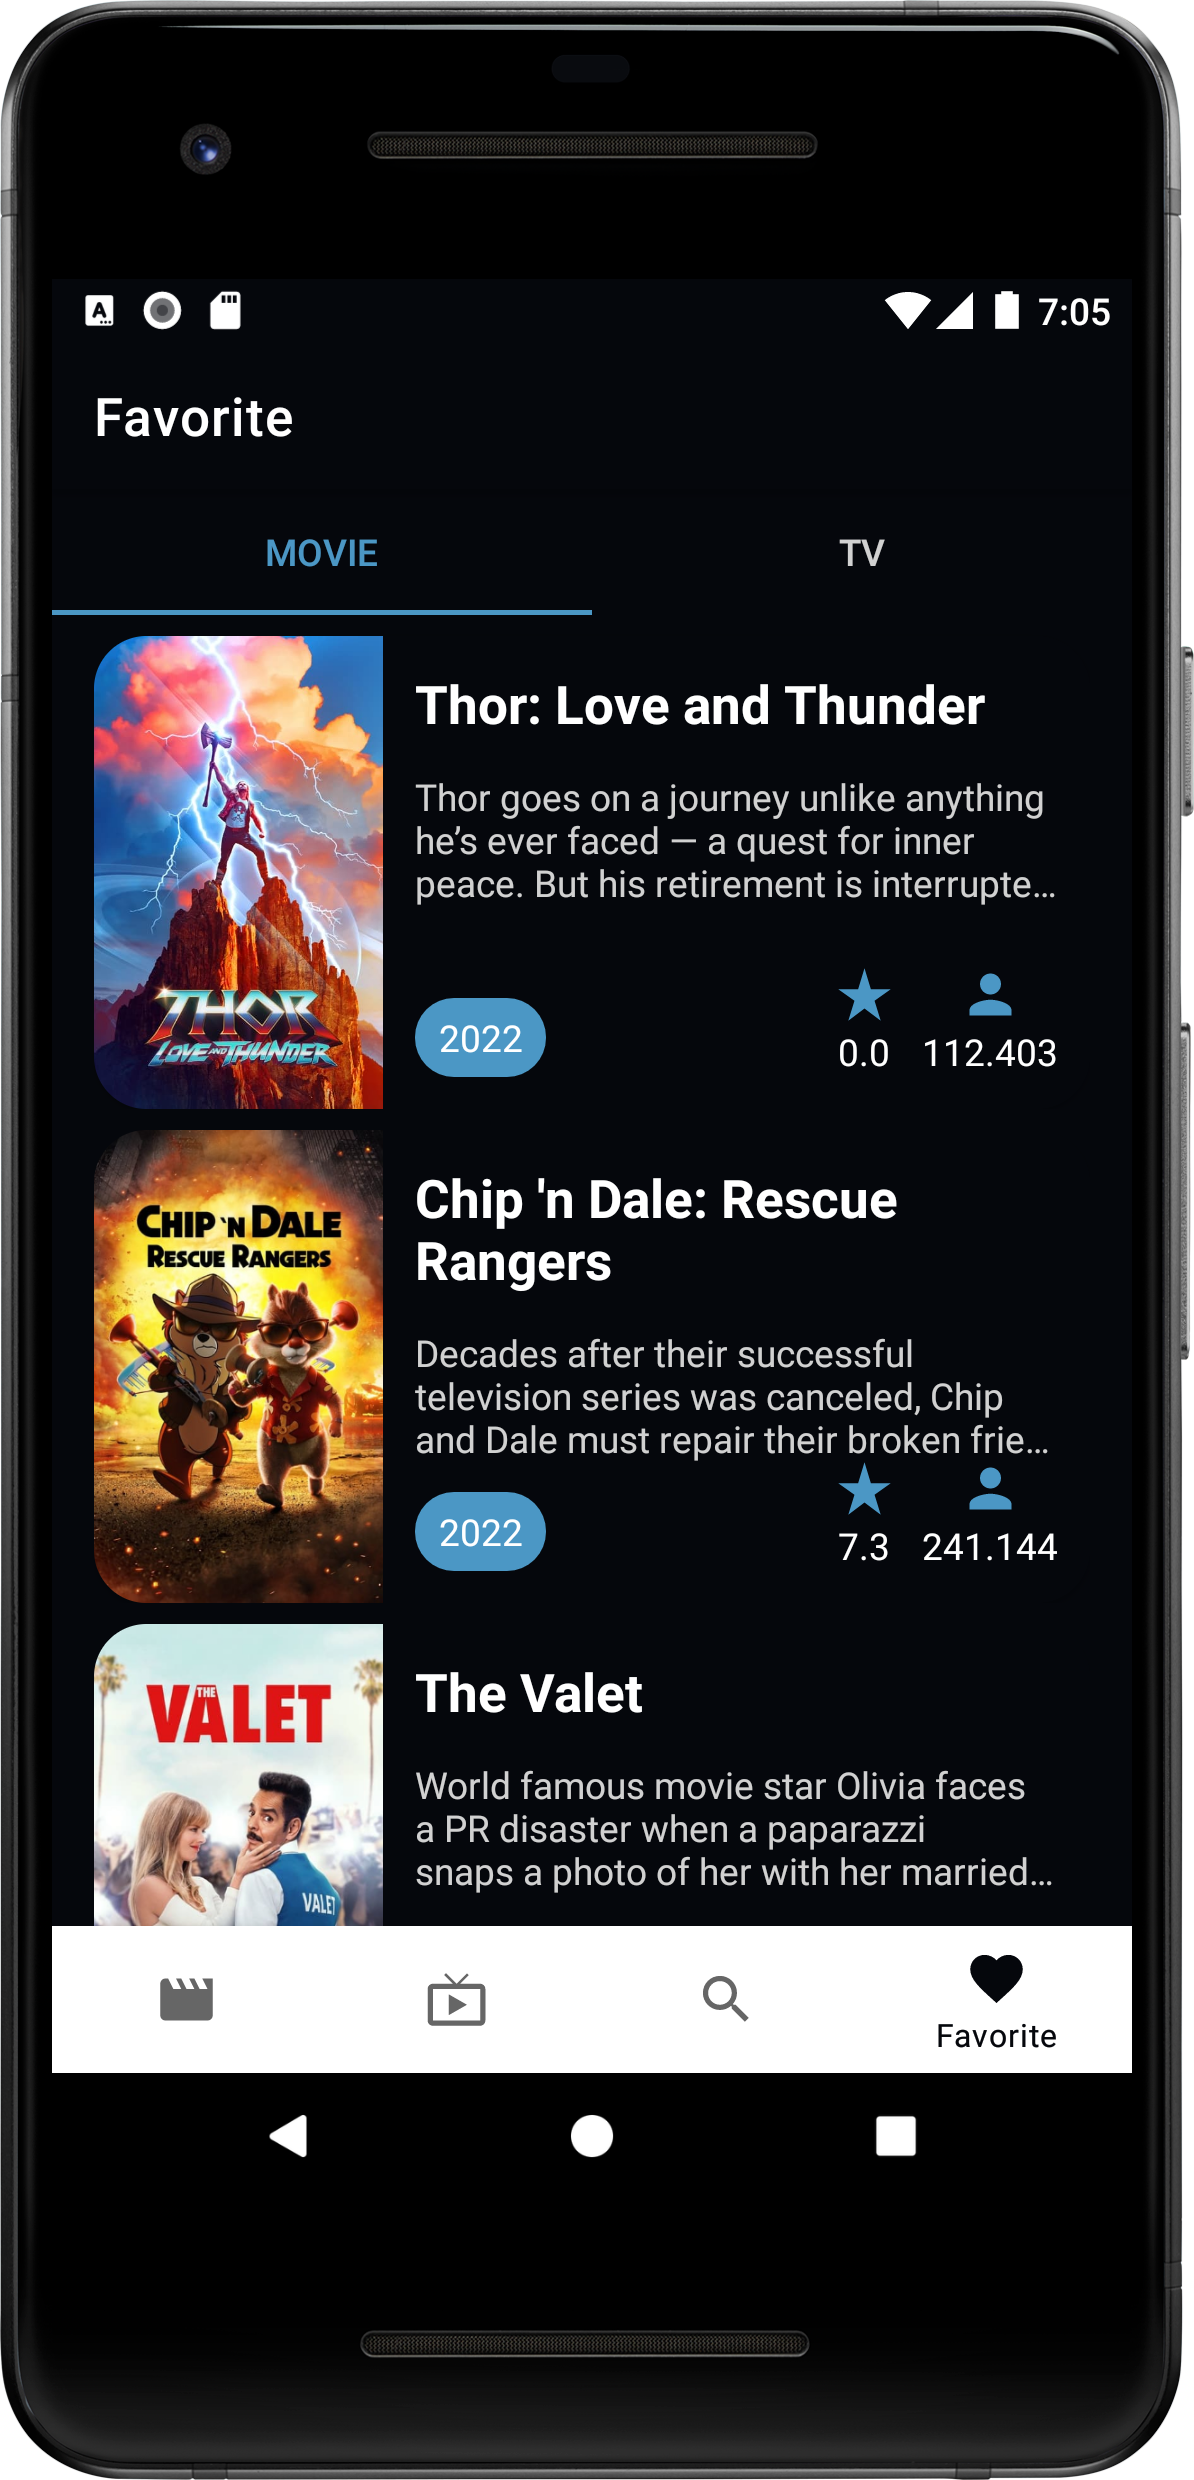 A
7:05
Favorite
MOVIE
TV
THOR
LOVE AND THUNDER
Thor: Love and Thunder
Thor goes on a journey unlike anything
he’s ever faced — a quest for inner
peace. But his retirement is interrupte…
2022
0.0
112.403
CHIP 'N DALE
RESCUE RANGERS
Chip 'n Dale: Rescue
Rangers
Decades after their successful
television series was canceled, Chip
and Dale must repair their broken frie…
2022
7.3
241.144
THE
VALET
VALET
The Valet
World famous movie star Olivia faces
a PR disaster when a paparazzi
snaps a photo of her with her married…
Favorite